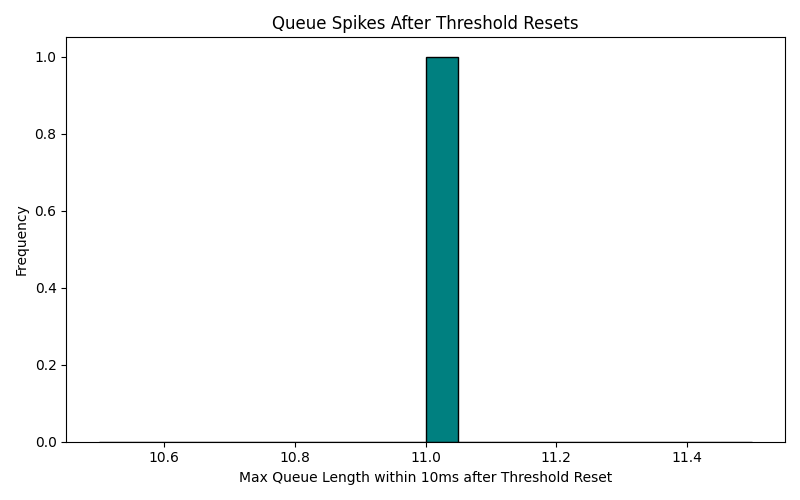 Queue Spikes After Threshold Resets
1.0
0.8
0.6
0.4
0.2
0.0
Frequency
10.6 10.8 11.0 11.2 11.4
Max Queue Length within 10ms after Threshold Reset